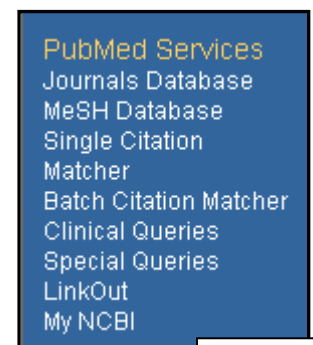 PubMed Services
Journals Database
MeSH Database
Single Citation
Matcher
Batch Citation Matcher
Clinical Queries
Special Queries
LinkOut
My NCBI